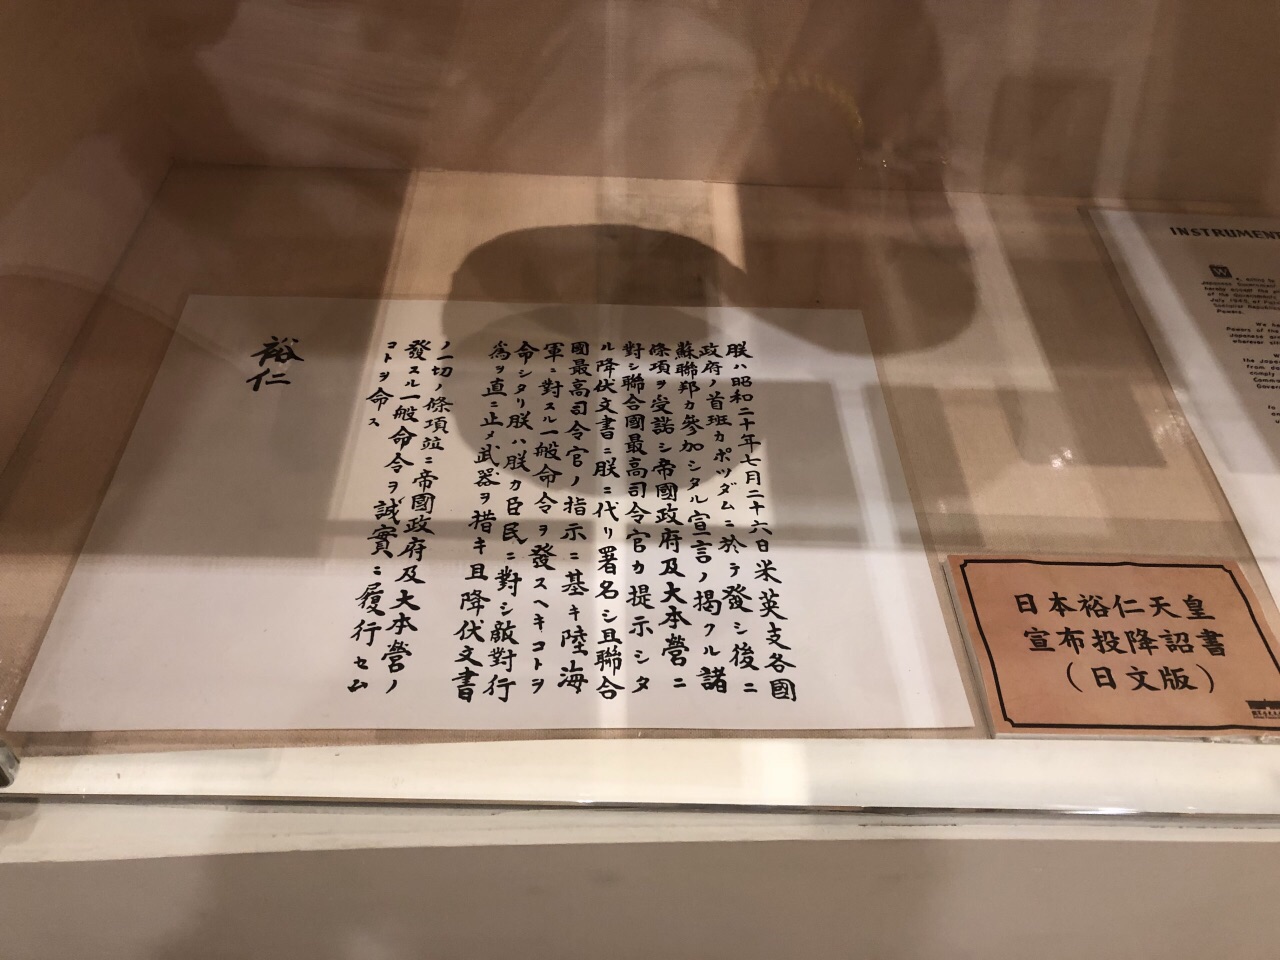 朕ハ昭和二十年七月二十六日米英支各國
政府ノ首班カポツダムニ於テ發シ後ニ
蘇聯邦カ參加シタル宣言ノ掲クル諸
條項ヲ受諾シ帝國政府及大本營ニ
對シ聯合國最高司令官カ提示シタ
ル降伏文書ニ朕ニ代リ署名シ且聯合
國最高司令官ノ指示ニ基キ陸海
軍ニ對スル一般命令ヲ發スヘキコトヲ
命シタリ朕ハ朕カ臣民ニ對シ敵對行
爲ヲ直ニ止メ武器ヲ措キ且降伏文書
ノ一切ノ條項竝ニ帝國政府及大本營ノ
發スル一般命令ヲ誠實ニ履行セム
コトヲ命ス
裕仁
日本裕仁天皇
宣布投降詔書
（日文版）
INSTRUMENT